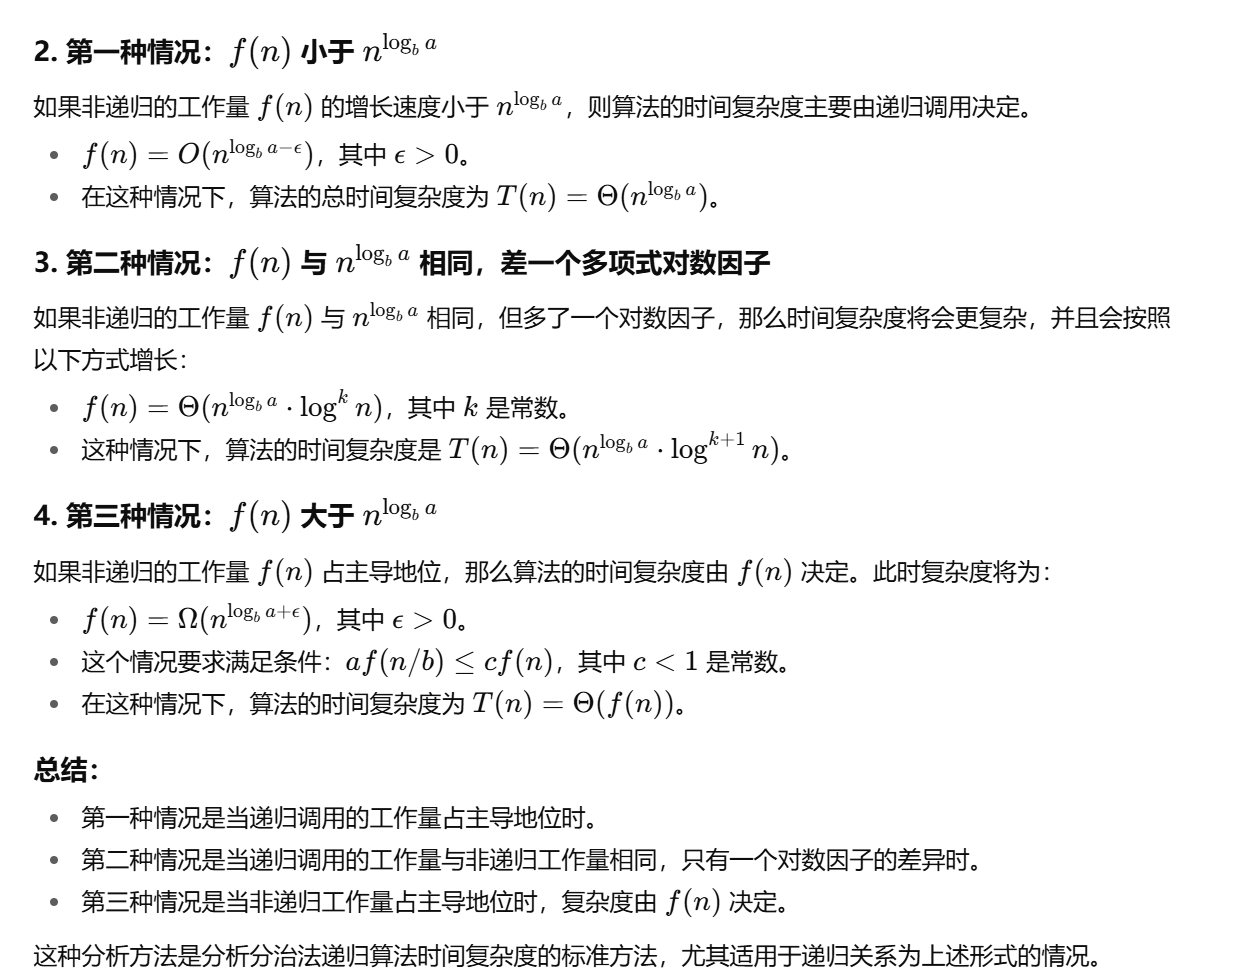 2. 第一种情况：f(n) 小于 n^{log_b a}
如果非递归的工作量 f(n) 的增长速度小于 n^{log_b a}，则算法的时间复杂度主要由递归调用决定。
• f(n) = O(n^{log_b a−ϵ})，其中 ϵ > 0。
• 在这种情况下，算法的总时间复杂度为 T(n) = Θ(n^{log_b a})。
3. 第二种情况：f(n) 与 n^{log_b a} 相同，差一个多项式对数因子
如果非递归的工作量 f(n) 与 n^{log_b a} 相同，但多了一个对数因子，那么时间复杂度将会更复杂，并且会按照
以下方式增长：
• f(n) = Θ(n^{log_b a} · log^k n)，其中 k 是常数。
• 这种情况下，算法的时间复杂度是 T(n) = Θ(n^{log_b a} · log^{k+1} n)。
4. 第三种情况：f(n) 大于 n^{log_b a}
如果非递归的工作量 f(n) 占主导地位，那么算法的时间复杂度由 f(n) 决定。此时复杂度将为：
• f(n) = Ω(n^{log_b a+ϵ})，其中 ϵ > 0。
• 这个情况要求满足条件：af(n/b) ≤ cf(n)，其中 c < 1 是常数。
• 在这种情况下，算法的时间复杂度为 T(n) = Θ(f(n))。
总结：
• 第一种情况是当递归调用的工作量占主导地位时。
• 第二种情况是当递归调用的工作量与非递归工作量相同，只有一个对数因子的差异时。
• 第三种情况是当非递归工作量占主导地位时，复杂度由 f(n) 决定。
这种分析方法是分析分治法递归算法时间复杂度的标准方法，尤其适用于递归关系为上述形式的情况。